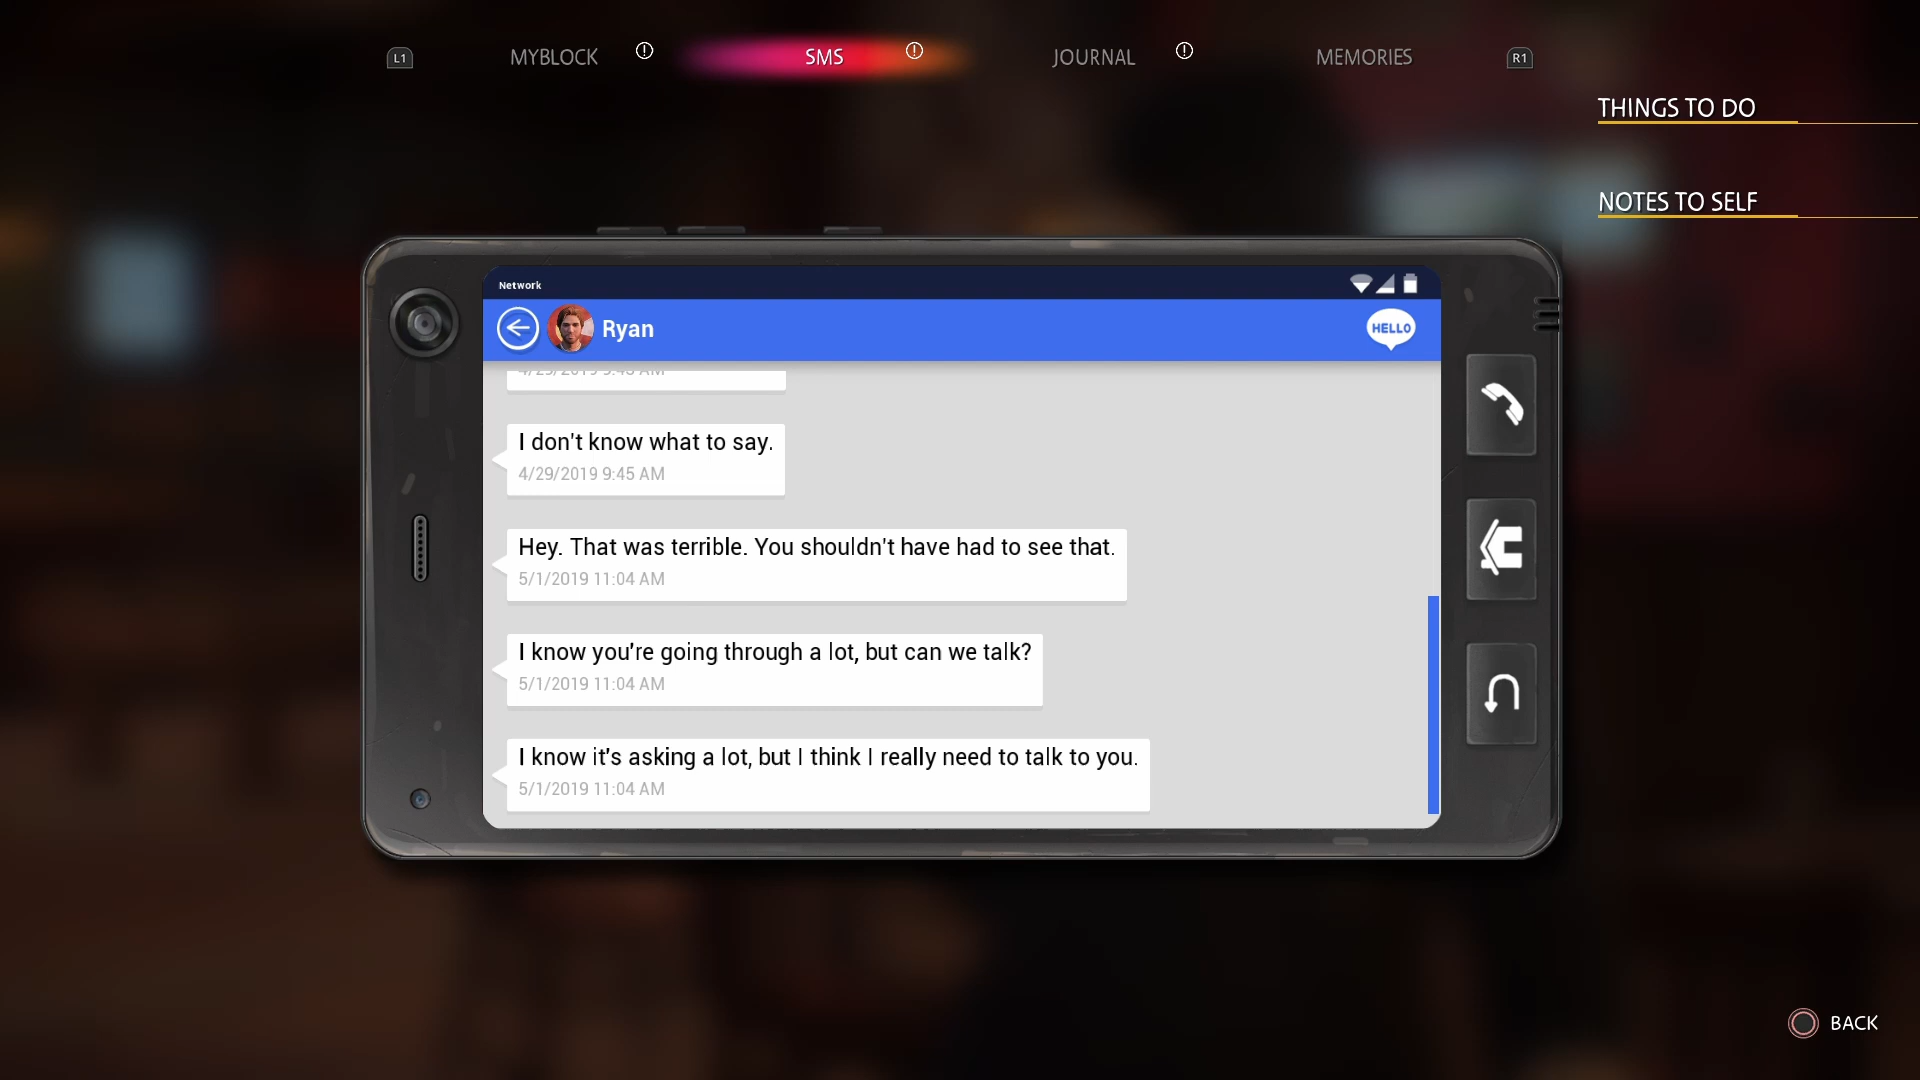 L1
MYBLOCK
SMS
JOURNAL
MEMORIES
R1
THINGS TO DO
NOTES TO SELF
Network
Ryan
HELLO
I don't know what to say.
4/29/2019 9:45 AM
Hey. That was terrible. You shouldn't have had to see that.
5/1/2019 11:04 AM
I know you're going through a lot, but can we talk?
5/1/2019 11:04 AM
I know it's asking a lot, but I think I really need to talk to you.
5/1/2019 11:04 AM
BACK